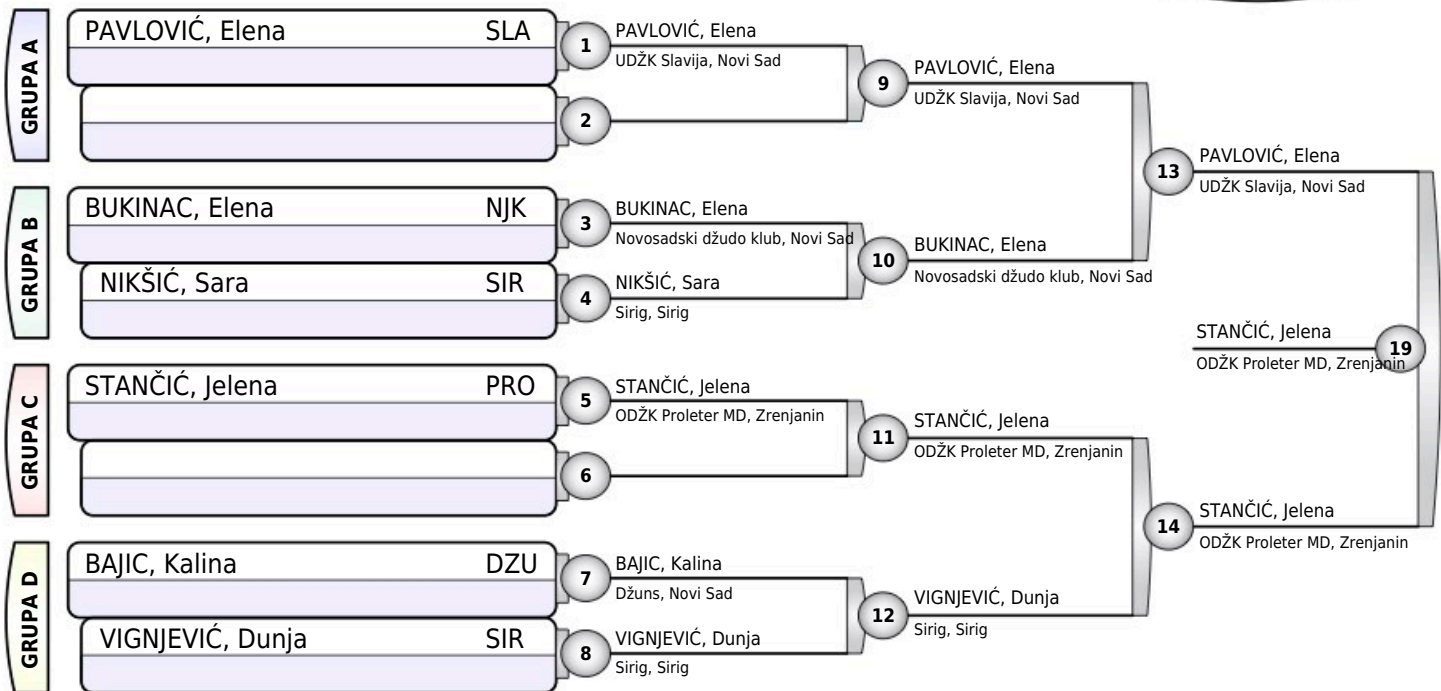 GRUPA A
PAVLOVIĆ, Elena SLA
1
PAVLOVIĆ, Elena
UDŽK Slavija, Novi Sad
2
9
PAVLOVIĆ, Elena
UDŽK Slavija, Novi Sad
GRUPA B
BUKINAC, Elena NJK
3
BUKINAC, Elena
Novosadski džudo klub, Novi Sad
NIKŠIĆ, Sara SIR
4
NIKŠIĆ, Sara
Sirig, Sirig
10
BUKINAC, Elena
Novosadski džudo klub, Novi Sad
13
PAVLOVIĆ, Elena
UDŽK Slavija, Novi Sad
GRUPA C
STANČIĆ, Jelena PRO
5
STANČIĆ, Jelena
ODŽK Proleter MD, Zrenjanin
6
11
STANČIĆ, Jelena
ODŽK Proleter MD, Zrenjanin
GRUPA D
BAJIC, Kalina DZU
7
BAJIC, Kalina
Džuns, Novi Sad
VIGNJEVIĆ, Dunja SIR
8
VIGNJEVIĆ, Dunja
Sirig, Sirig
12
VIGNJEVIĆ, Dunja
Sirig, Sirig
14
STANČIĆ, Jelena
ODŽK Proleter MD, Zrenjanin
STANČIĆ, Jelena
ODŽK Proleter MD, Zrenjanin
19